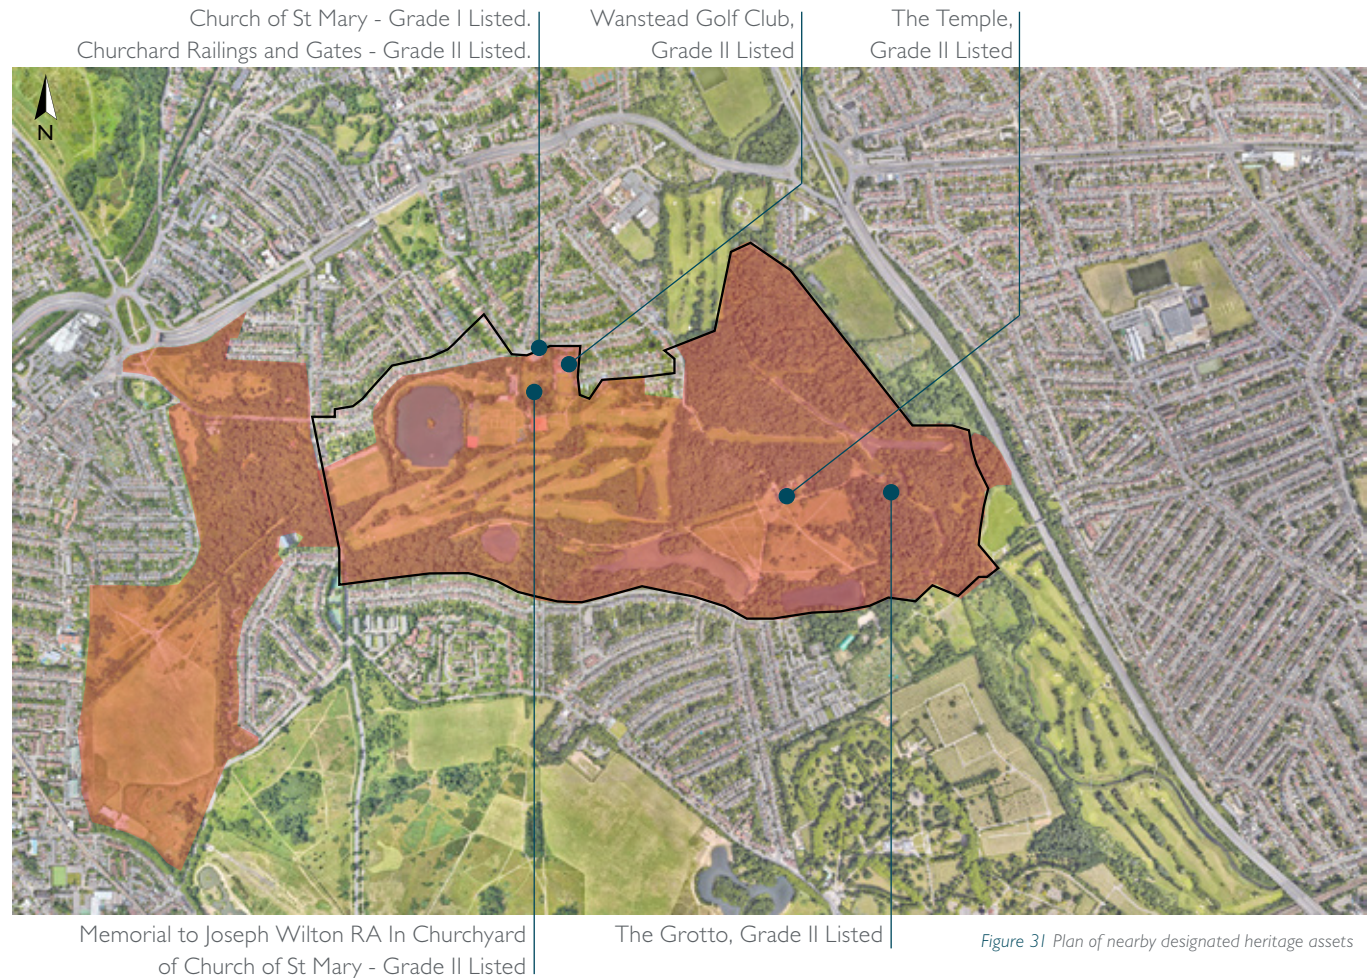 Church of St Mary - Grade I Listed.
Churchard Railings and Gates - Grade II Listed.
Wanstead Golf Club,
Grade II Listed
The Temple,
Grade II Listed
N
Memorial to Joseph Wilton RA In Churchyard
of Church of St Mary - Grade II Listed
The Grotto, Grade II Listed
Figure 31 Plan of nearby designated heritage assets